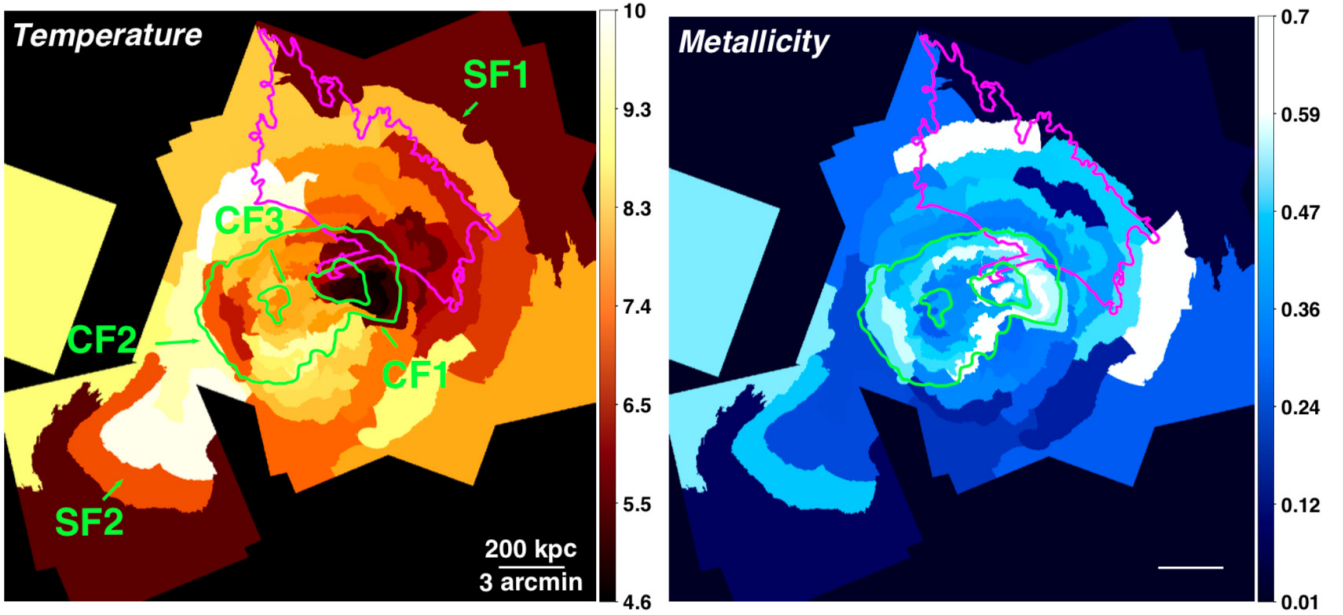 Temperature
SF1
CF3
CF2
CF1
SF2
200 kpc
3 arcmin
10
9.3
8.3
7.4
6.5
5.5
4.6
Metallicity
0.7
0.59
0.47
0.36
0.24
0.12
0.01